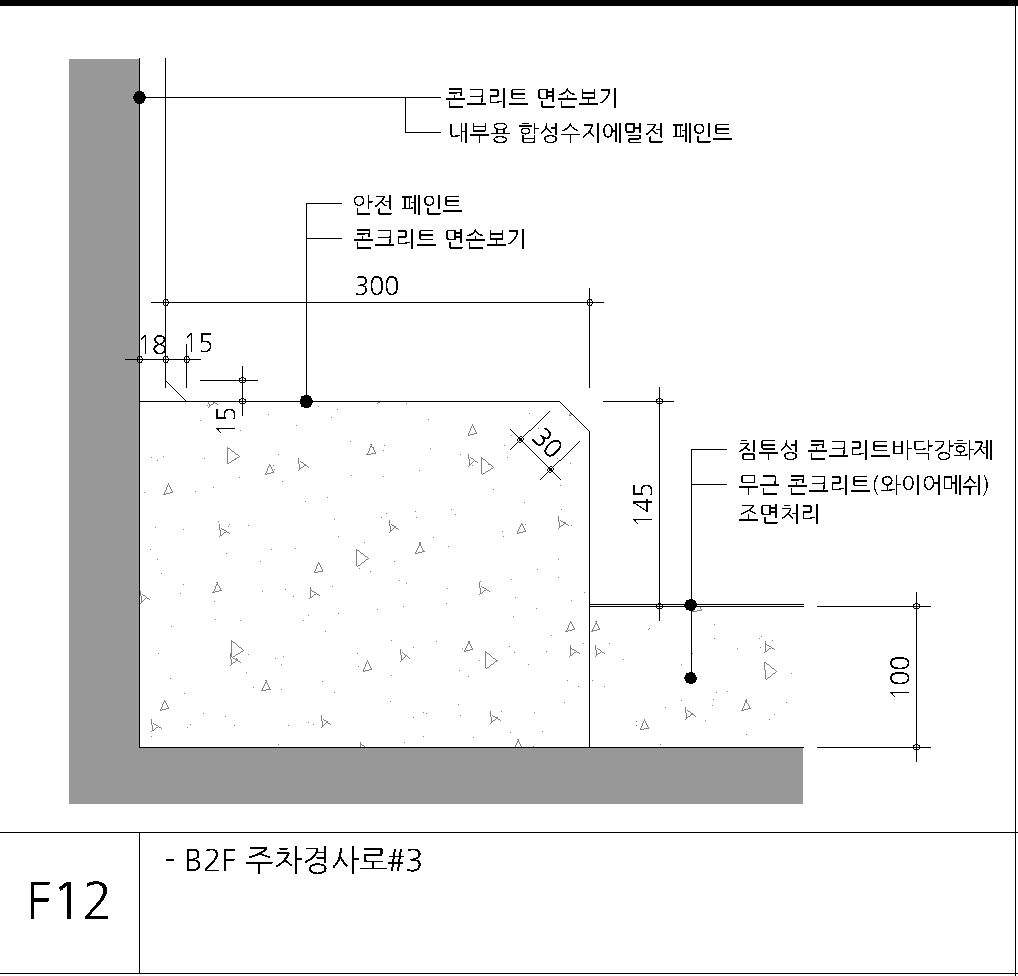 콘크리트 면손보기
내부용 합성수지에멀전 페인트
안전 페인트
콘크리트 면손보기
300
18
15
15
30
145
침투성 콘크리트바닥강화제
무근 콘크리트(와이어메쉬)
조면처리
100
- B2F 주차경사로#3
F12